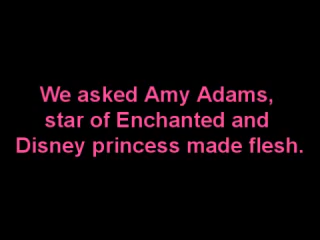 We asked Amy Adams,
star of Enchanted and
Disney princess made flesh.